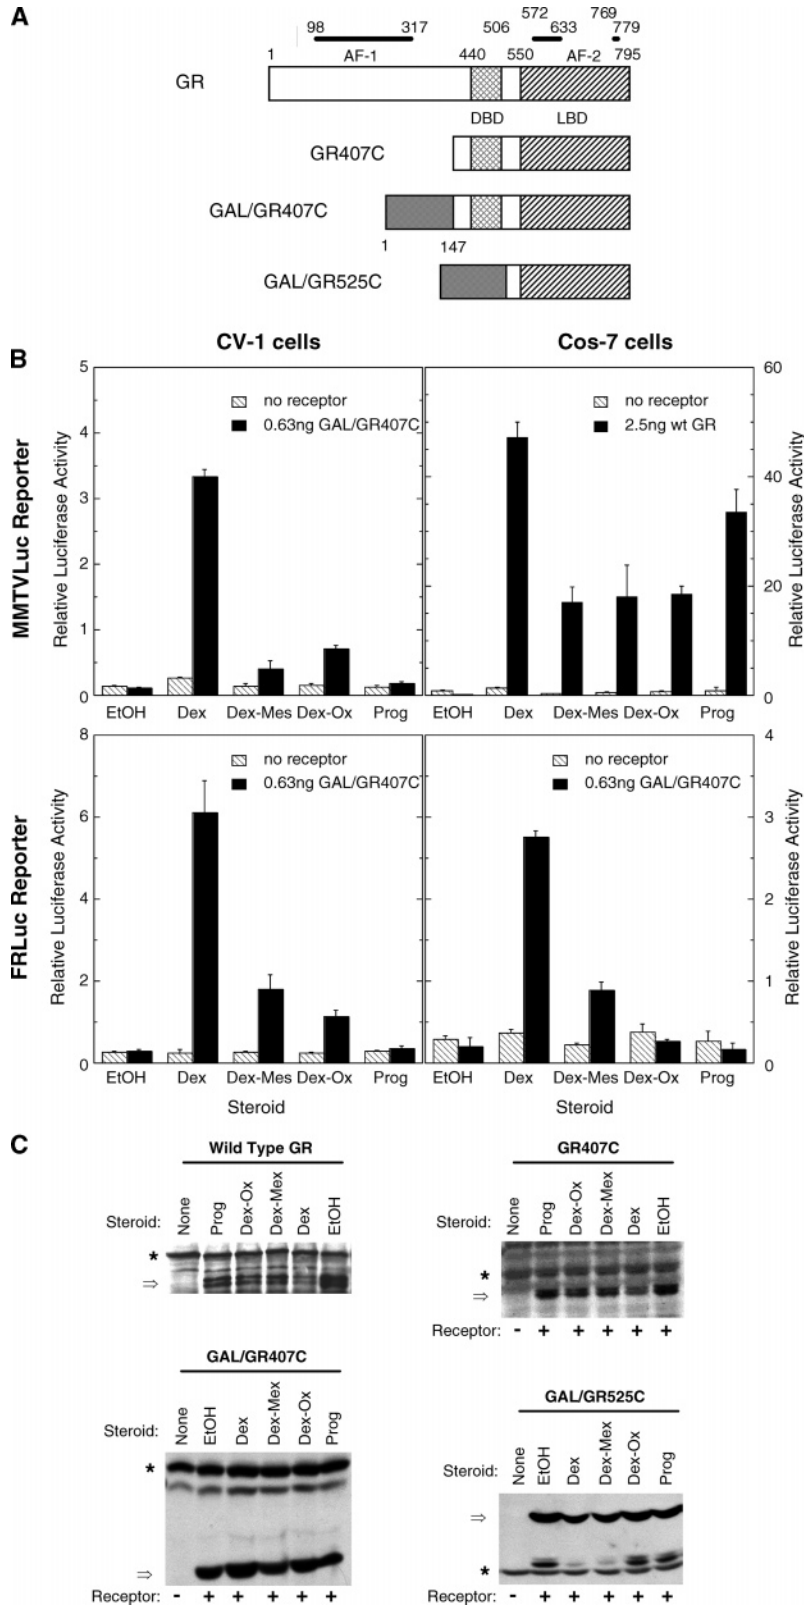 A
98 317 506 572 633 769 779
1 AF-1 440 550 AF-2 795
GR
DBD LBD
GR407C
GAL/GR407C
1 147
GAL/GR525C
B
CV-1 cells Cos-7 cells
MMTVLuc Reporter
Relative Luciferase Activity
5
4
3
2
1
0
no receptor
0.63ng GAL/GR407C
EtOH Dex Dex-Mes Dex-Ox Prog
no receptor
2.5ng wt GR
60
40
20
0
Relative Luciferase Activity
EtOH Dex Dex-Mes Dex-Ox Prog
FRLuc Reporter
Relative Luciferase Activity
8
6
4
2
0
no receptor
0.63ng GAL/GR407C
EtOH Dex Dex-Mes Dex-Ox Prog
Steroid
no receptor
0.63ng GAL/GR407C
4
3
2
1
0
Relative Luciferase Activity
EtOH Dex Dex-Mes Dex-Ox Prog
Steroid
C
Wild Type GR
Steroid: None Prog Dex-Ox Dex-Mex Dex EtOH
*
⇒
GR407C
Steroid: None Prog Dex-Ox Dex-Mex Dex EtOH
*
⇒
Receptor: - + + + + +
GAL/GR407C
Steroid: None EtOH Dex Dex-Mex Dex-Ox Prog
*
⇒
Receptor: - + + + + +
GAL/GR525C
Steroid: None EtOH Dex Dex-Mex Dex-Ox Prog
⇒
*
Receptor: - + + + + +